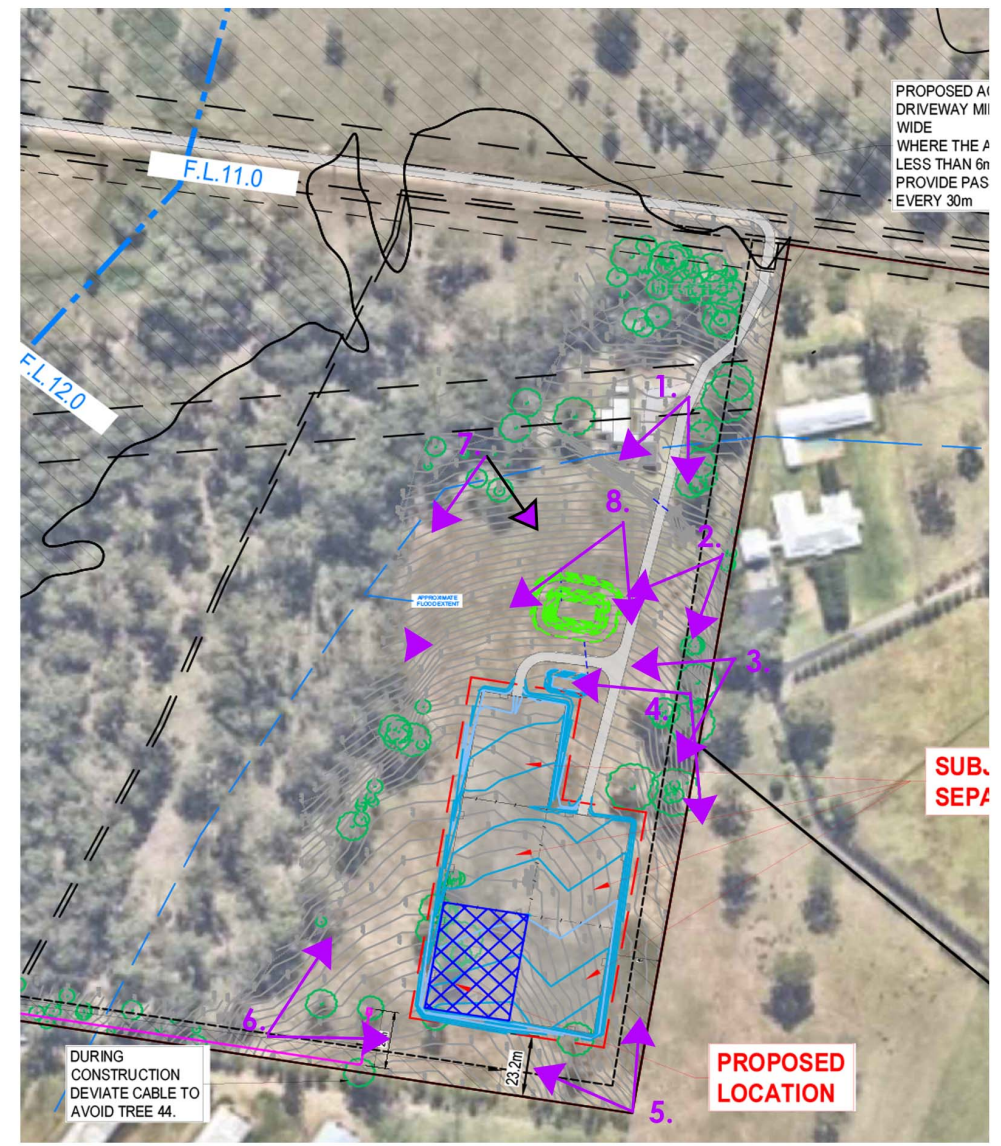 PROPOSED AC
DRIVEWAY MI
WIDE
WHERE THE A
LESS THAN 6m
PROVIDE PAS
EVERY 30m
F.L.11.0
F.L.12.0
1.
7.
8.
2.
APPROXIMATE
FLOOD EXTENT
3.
4.
SUBJ
SEPA
6.
DURING
CONSTRUCTION
DEVIATE CABLE TO
AVOID TREE 44.
23.2m
PROPOSED
LOCATION
5.